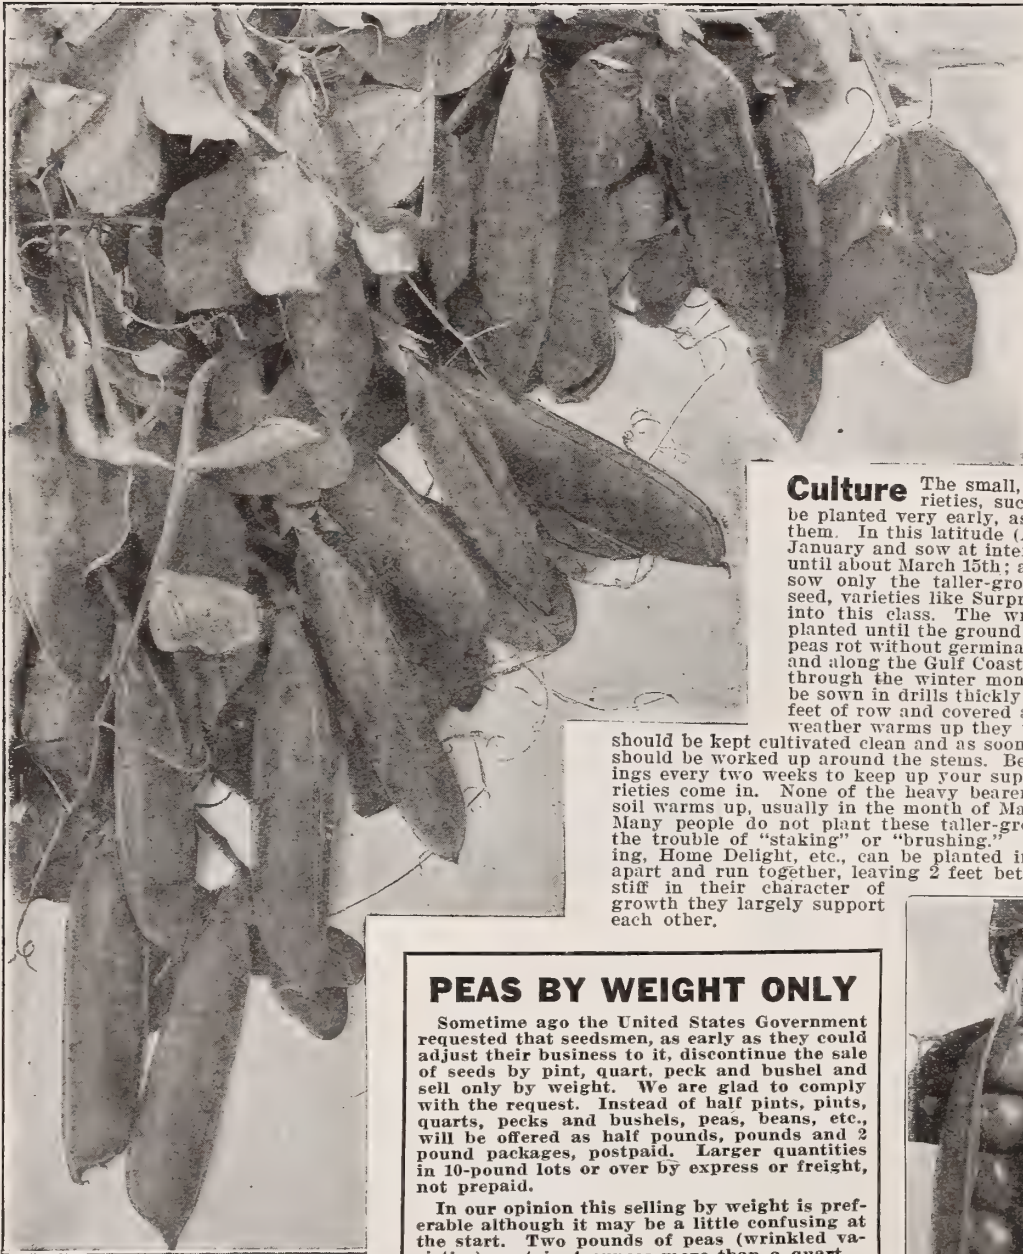 Culture The small,
rieties, suc
be planted very early, as
them. In this latitude (
January and sow at inte
until about March 15th; a
sow only the taller-gro
seed, varieties like Surpr
into this class. The w
planted until the ground
peas rot without germina
and along the Gulf Coast
through the winter mon
be sown in drills thickly
feet of row and covered a
weather warms up they
should be kept cultivated clean and as soon
should be worked up around the stems. Be
ings every two weeks to keep up your sup
rieties come in. None of the heavy bearer
soil warms up, usually in the month of Ma
Many people do not plant these taller-gro
the trouble of “staking” or “brushing.”
ing, Home Delight, etc., can be planted i
apart and run together, leaving 2 feet bet
stiff in their character of
growth they largely support
each other.
PEAS BY WEIGHT ONLY
Sometime ago the United States Government
requested that seedsmen, as early as they could
adjust their business to it, discontinue the sale
of seeds by pint, quart, peck and bushel and
sell only by weight. We are glad to comply
with the request. Instead of half pints, pints,
quarts, pecks and bushels, peas, beans, etc.,
will be offered as half pounds, pounds and 2
pound packages, postpaid. Larger quantities
in 10-pound lots or over by express or freight,
not prepaid.
In our opinion this selling by weight is pref-
erable although it may be a little confusing at
the start. Two pounds of peas (wrinkled va-